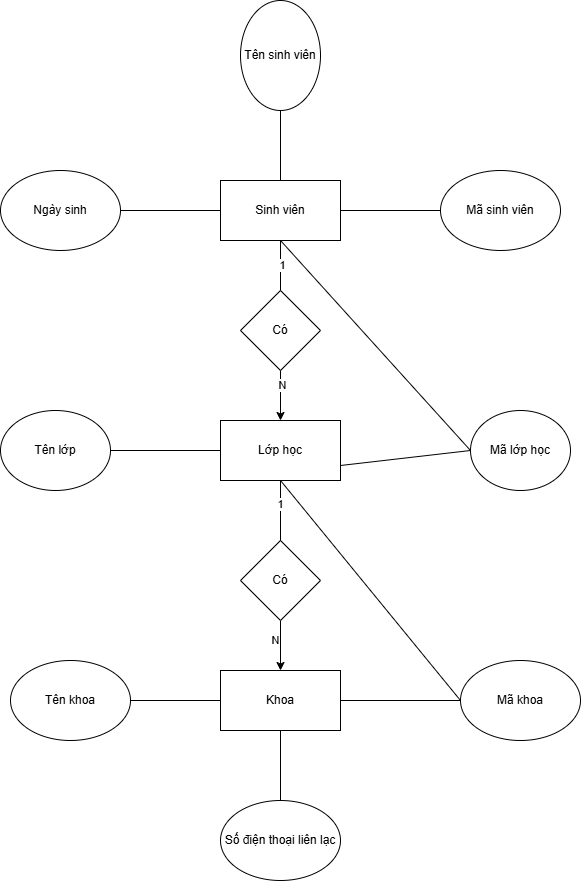 Tên sinh viên
Ngày sinh
Sinh viên
Mã sinh viên
1
Có
N
Tên lớp
Lớp học
Mã lớp học
1
Có
N
Tên khoa
Khoa
Mã khoa
Số điện thoại liên lạc